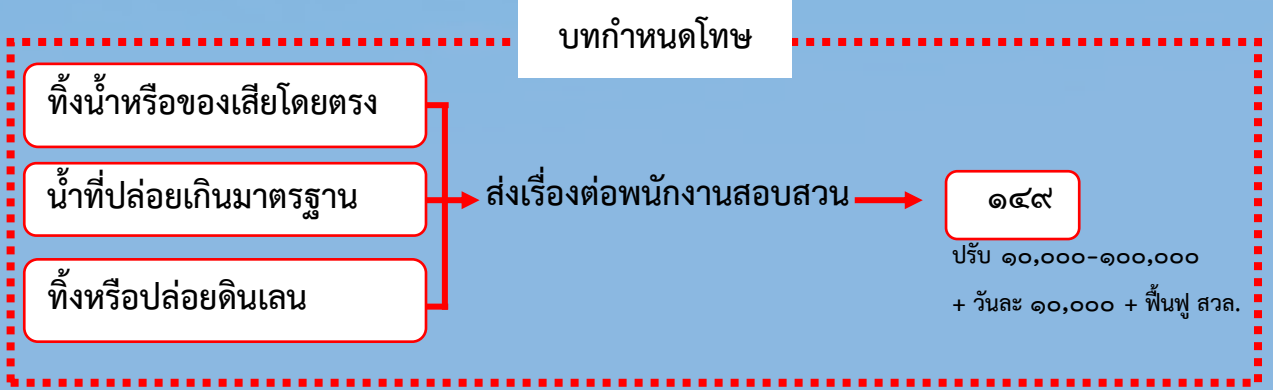 บทกำหนดโทษ
ทิ้งน้ำหรือของเสียโดยตรง
น้ำที่ปล่อยเกินมาตรฐาน
ทิ้งหรือปล่อยดินเลน
ส่งเรื่องต่อพนักงานสอบสวน
๑๔๙
ปรับ ๑๐,๐๐๐-๑๐๐,๐๐๐
+ วันละ ๑๐,๐๐๐ + ฟื้นฟู สวล.